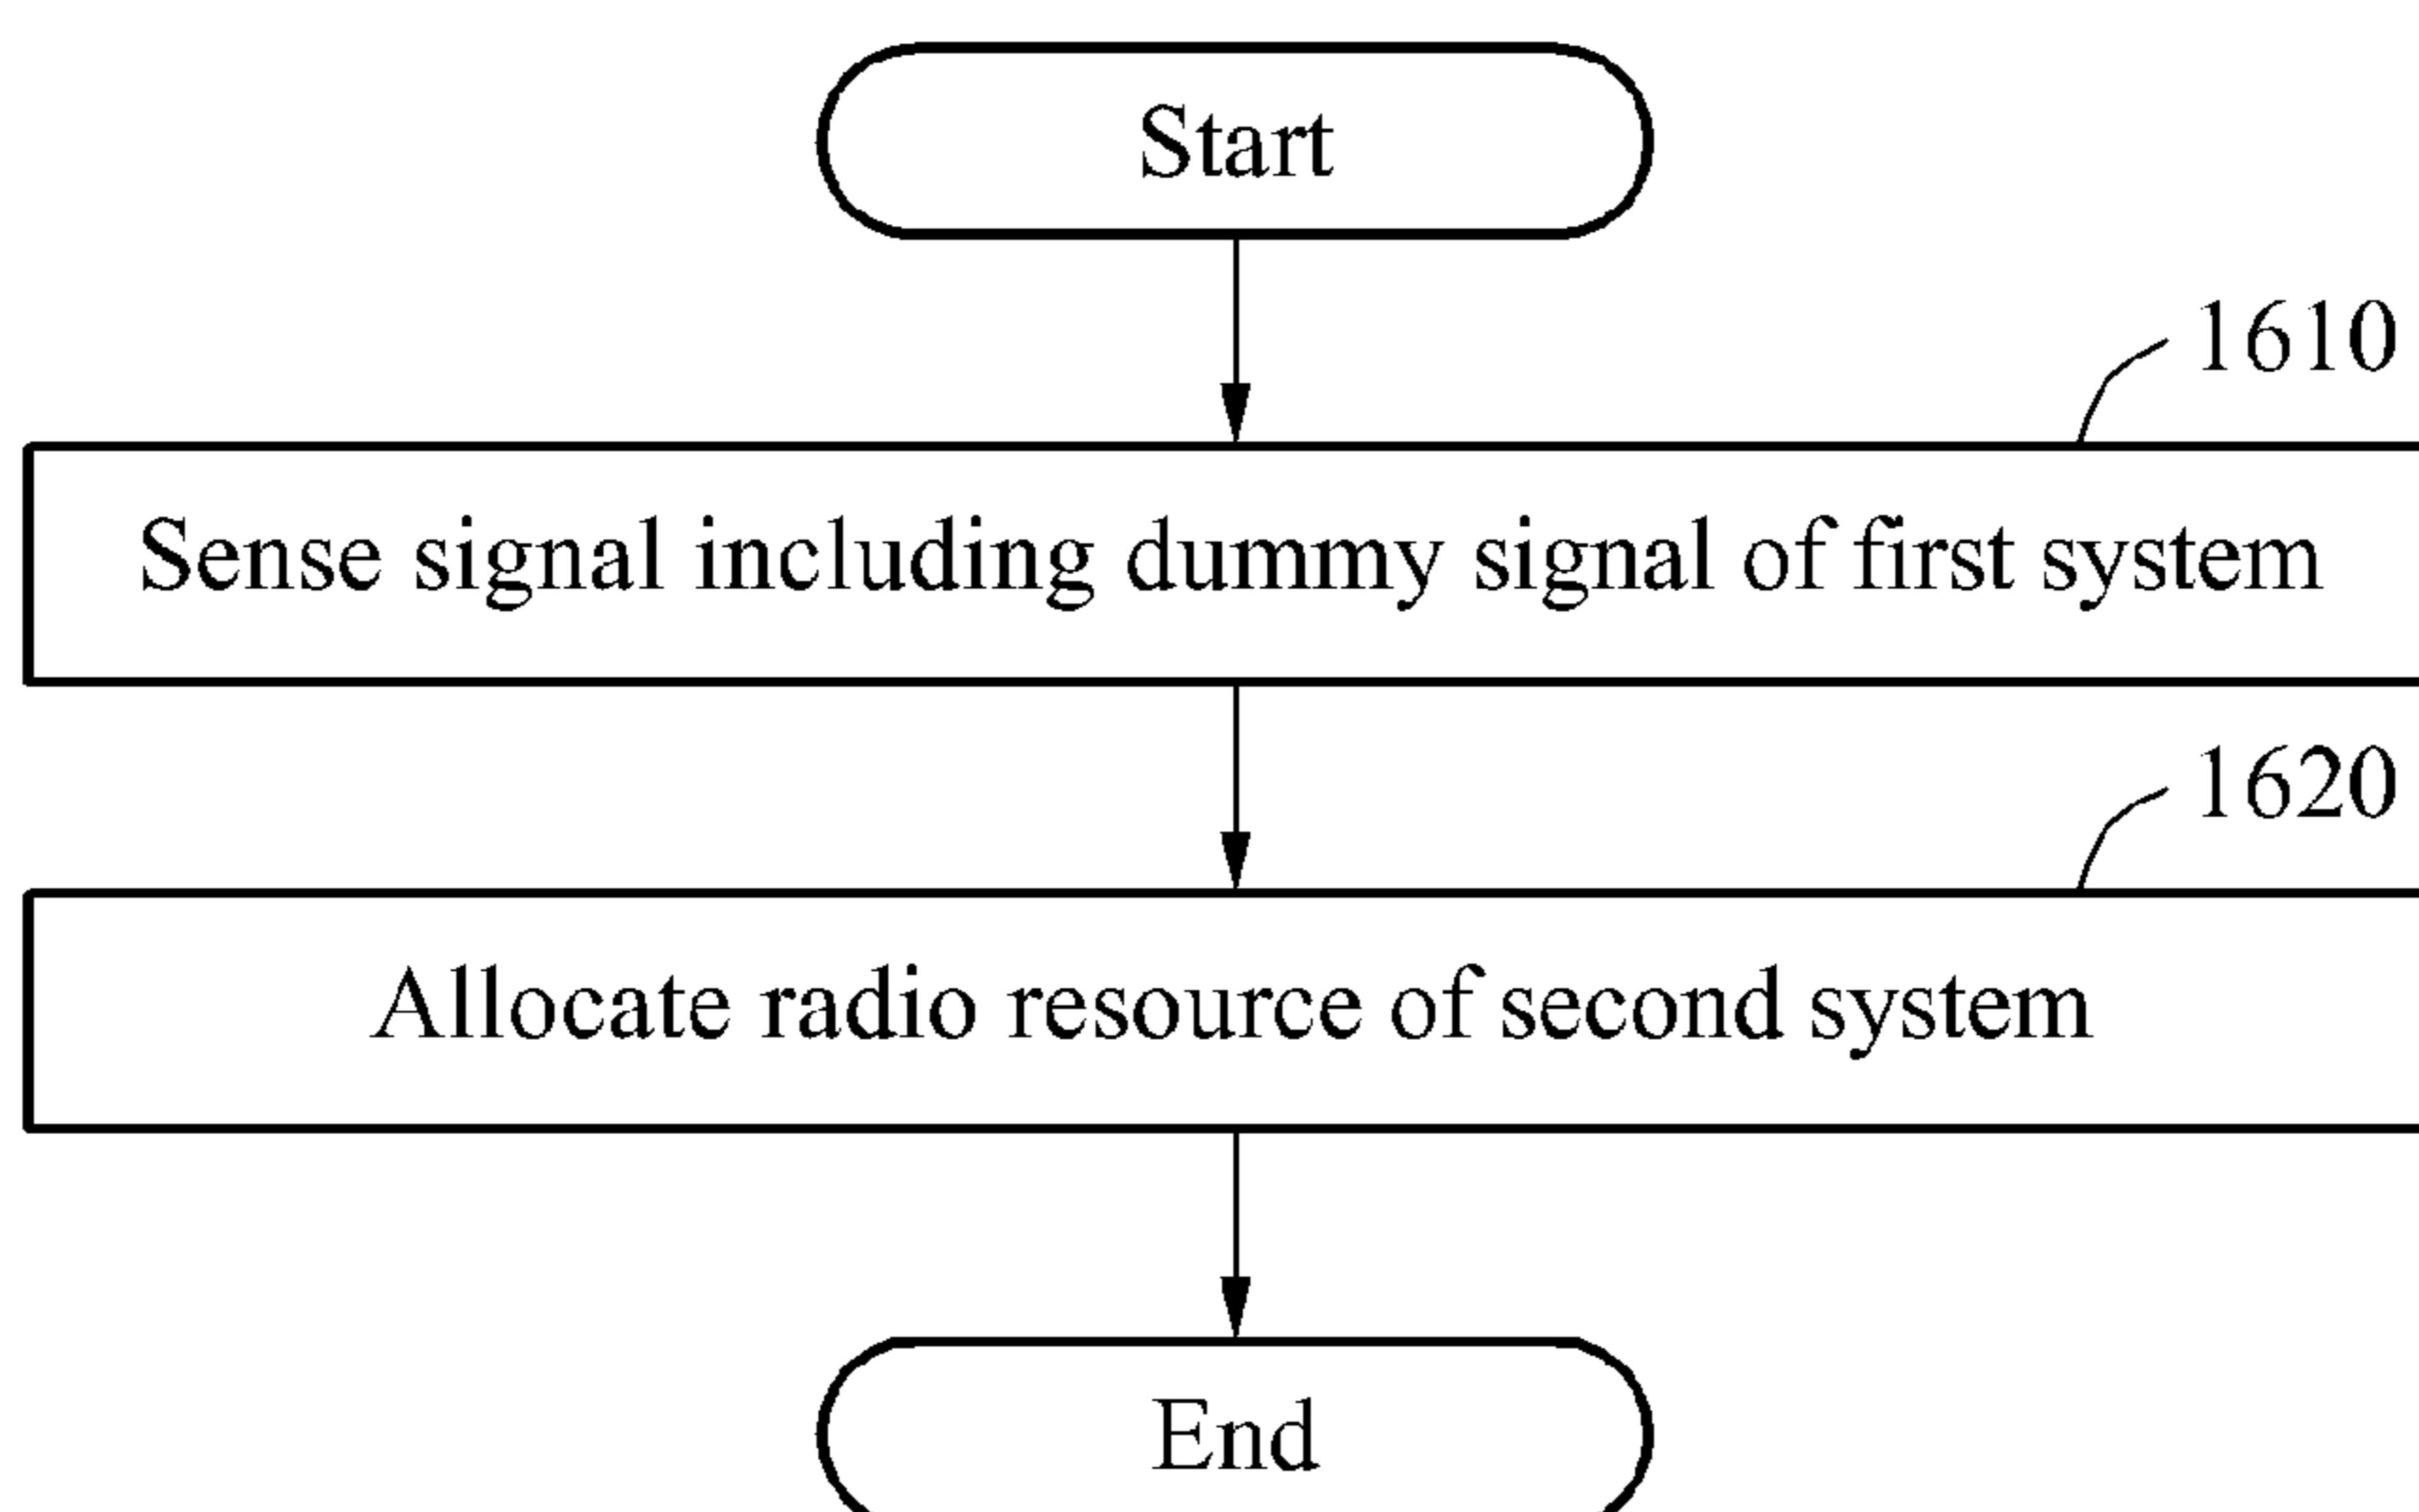 Start
1610
Sense signal including dummy signal of first system
1620
Allocate radio resource of second system
End